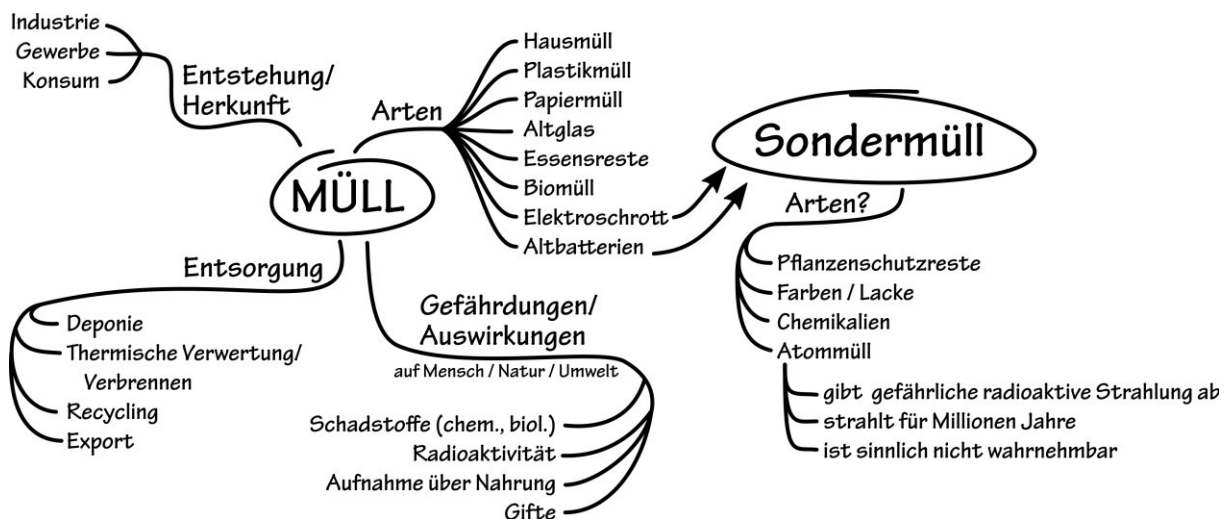 Industrie
Gewerbe
Konsum
Entstehung/
Herkunft
MÜLL
Arten
Hausmüll
Plastikmüll
Papiermüll
Altglas
Essensreste
Biomüll
Elektroschrott
Altbatterien
Sondermüll
Arten?
Pflanzenschutzreste
Farben / Lacke
Chemikalien
Atommüll
gibt gefährliche radioaktive Strahlung ab
strahlt für Millionen Jahre
ist sinnlich nicht wahrnehmbar
Entsorgung
Deponie
Thermische Verwertung/
Verbrennen
Recycling
Export
Gefährdungen/
Auswirkungen
auf Mensch / Natur / Umwelt
Schadstoffe (chem., biol.)
Radioaktivität
Aufnahme über Nahrung
Gifte